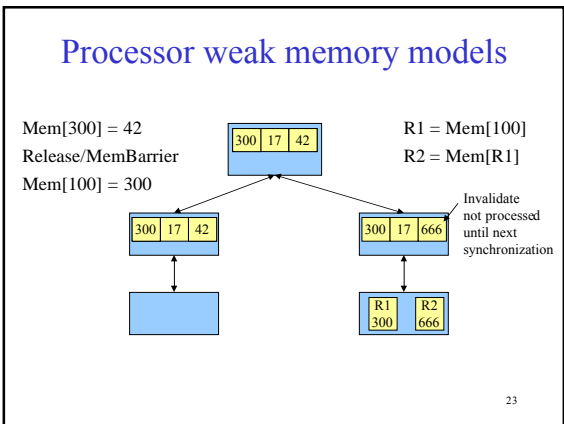 Processor weak memory models
Mem[300] = 42
Release/MemBarrier
Mem[100] = 300
300 17 42
R1 = Mem[100]
R2 = Mem[R1]
Invalidate
not processed
until next
synchronization
300 17 42
300 17 666
R1 R2
300 666
23